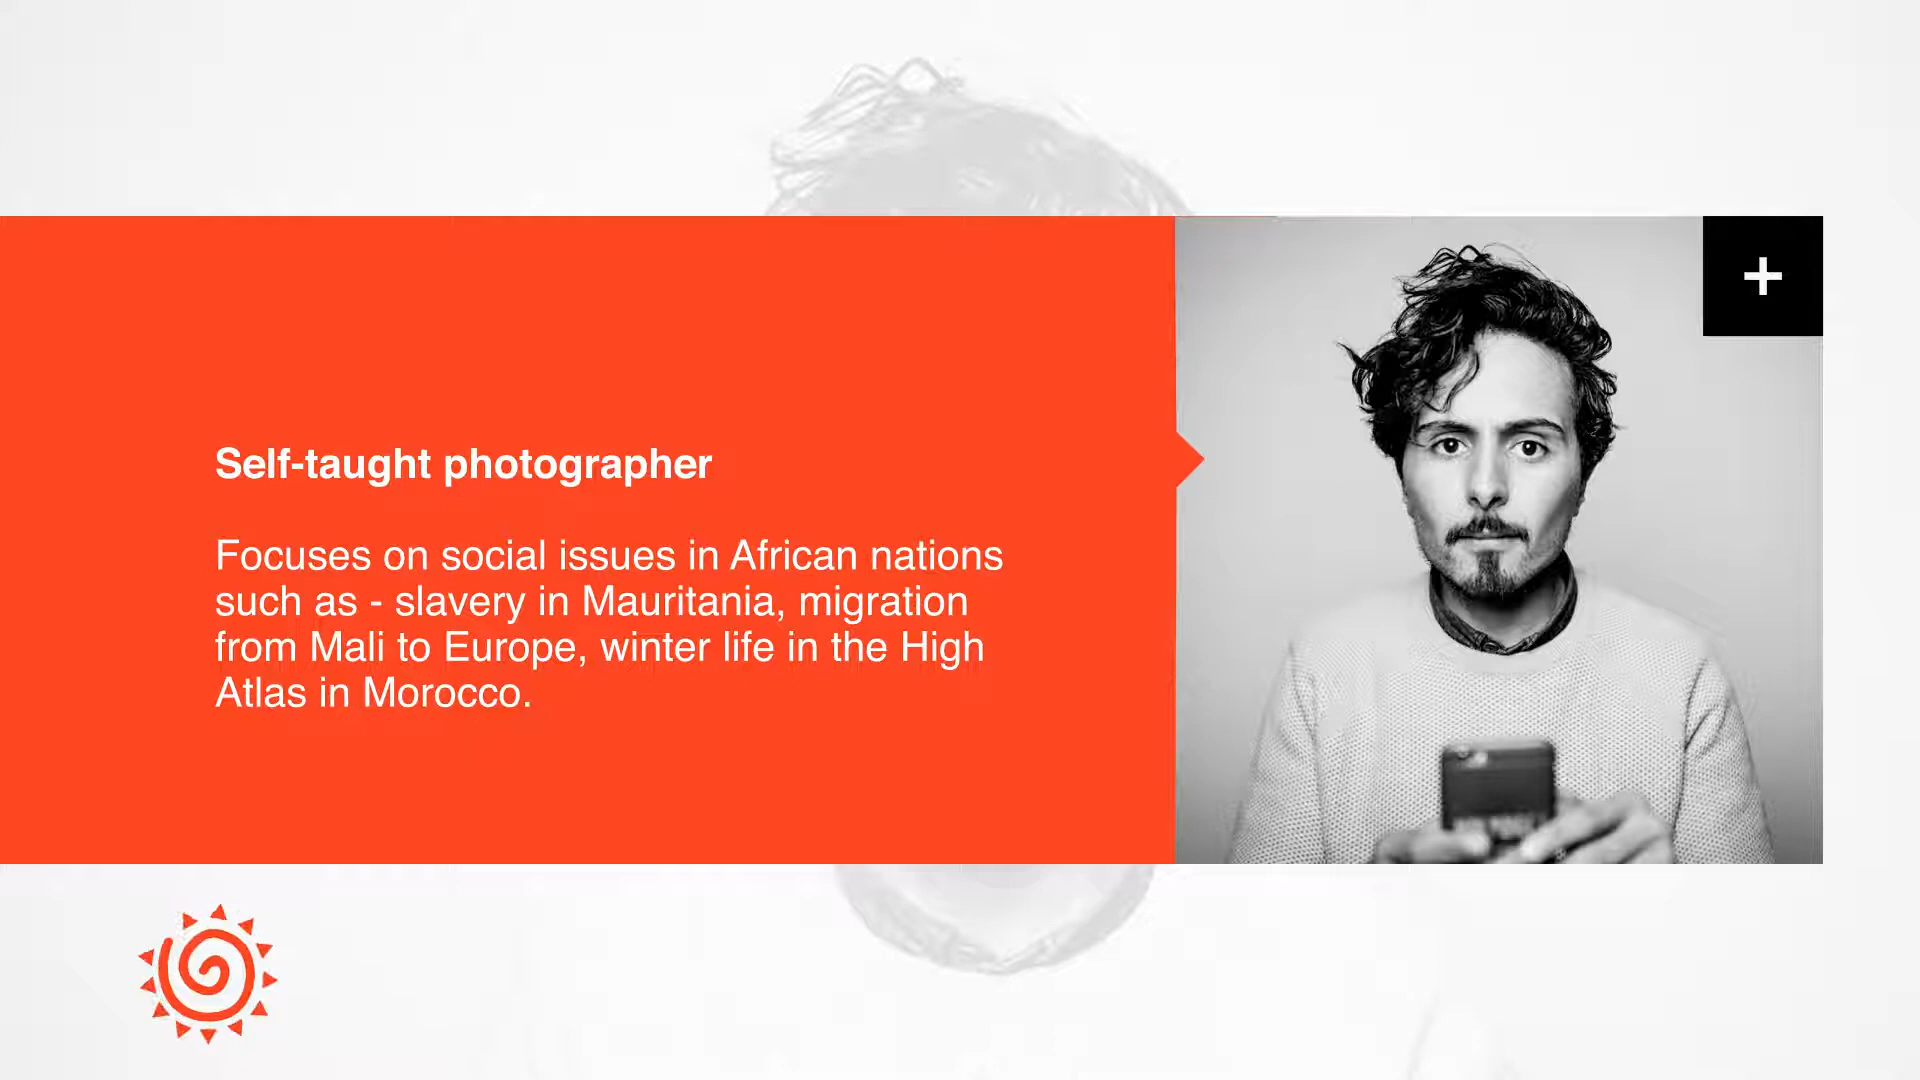 Self-taught photographer
Focuses on social issues in African nations
such as - slavery in Mauritania, migration
from Mali to Europe, winter life in the High
Atlas in Morocco.